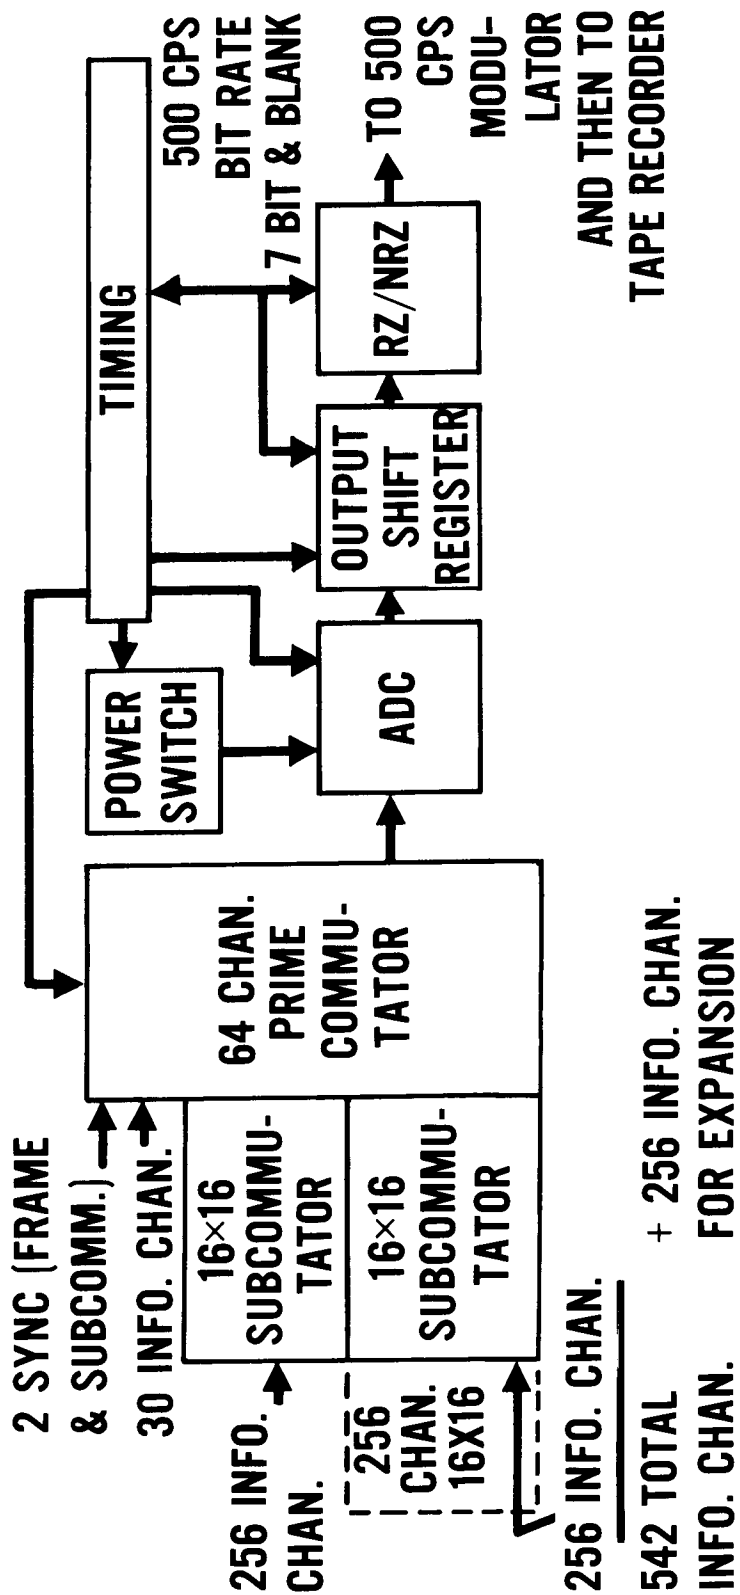 TIMING
500 CPS
BIT RATE
7 BIT & BLANK
POWER
SWITCH
2 SYNC (FRAME
& SUBCOMM.)
30 INFO. CHAN.
64 CHAN.
PRIME
COMMU-
TATOR
ADC
OUTPUT
SHIFT
REGISTER
RZ/NRZ
TO 500
CPS
MODU-
LATOR
AND THEN TO
TAPE RECORDER
16×16
SUBCOMMU-
TATOR
256 INFO.
CHAN.
16×16
SUBCOMMU-
TATOR
256
CHAN.
16X16
256 INFO. CHAN.
542 TOTAL
INFO. CHAN.
+ 256 INFO. CHAN.
FOR EXPANSION